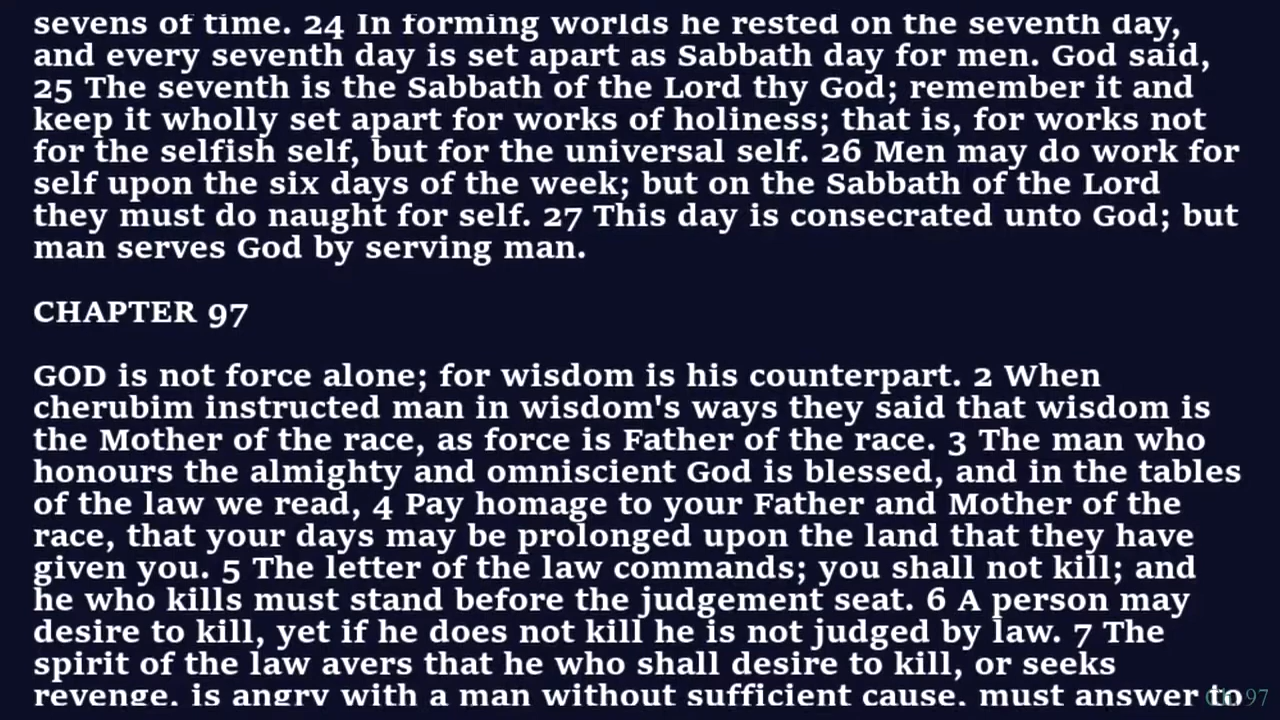 sevens of time. 24 In forming worlds he rested on the seventh day,
and every seventh day is set apart as Sabbath day for men. God said,
25 The seventh is the Sabbath of the Lord thy God; remember it and
keep it wholly set apart for works of holiness; that is, for works not
for the selfish self, but for the universal self. 26 Men may do work for
self upon the six days of the week; but on the Sabbath of the Lord
they must do naught for self. 27 This day is consecrated unto God; but
man serves God by serving man.
CHAPTER 97
GOD is not force alone; for wisdom is his counterpart. 2 When
cherubim instructed man in wisdom's ways they said that wisdom is
the Mother of the race, as force is Father of the race. 3 The man who
honours the almighty and omniscient God is blessed, and in the tables
of the law we read, 4 Pay homage to your Father and Mother of the
race, that your days may be prolonged upon the land that they have
given you. 5 The letter of the law commands; you shall not kill; and
he who kills must stand before the judgement seat. 6 A person may
desire to kill, yet if he does not kill he is not judged by law. 7 The
spirit of the law avers that he who shall desire to kill, or seeks
revenge, is angry with a man without sufficient cause, must answer to
Ch. 97